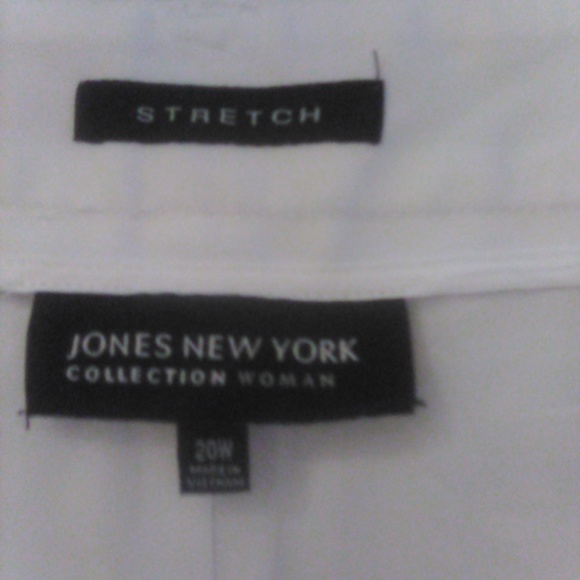 STRETCH
JONES NEW YORK
COLLECTION WOMAN
20W
MADE IN
VIETNAM